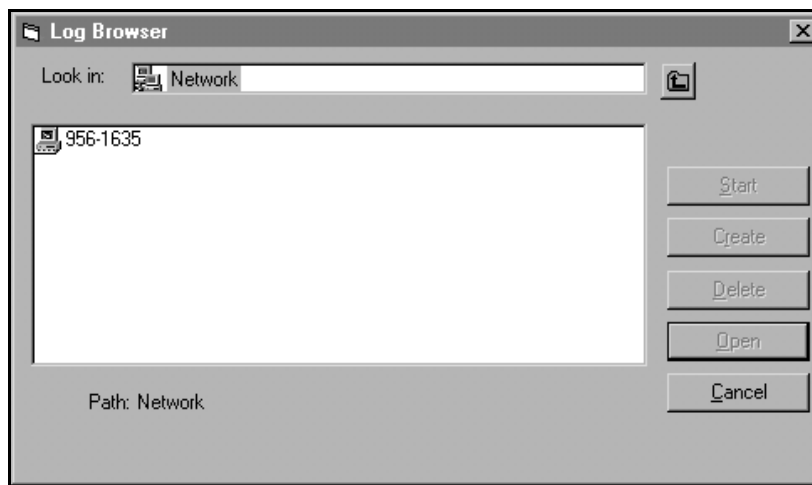 Log Browser
Look in: Network
956-1635
Start
Create
Delete
Open
Cancel
Path: Network